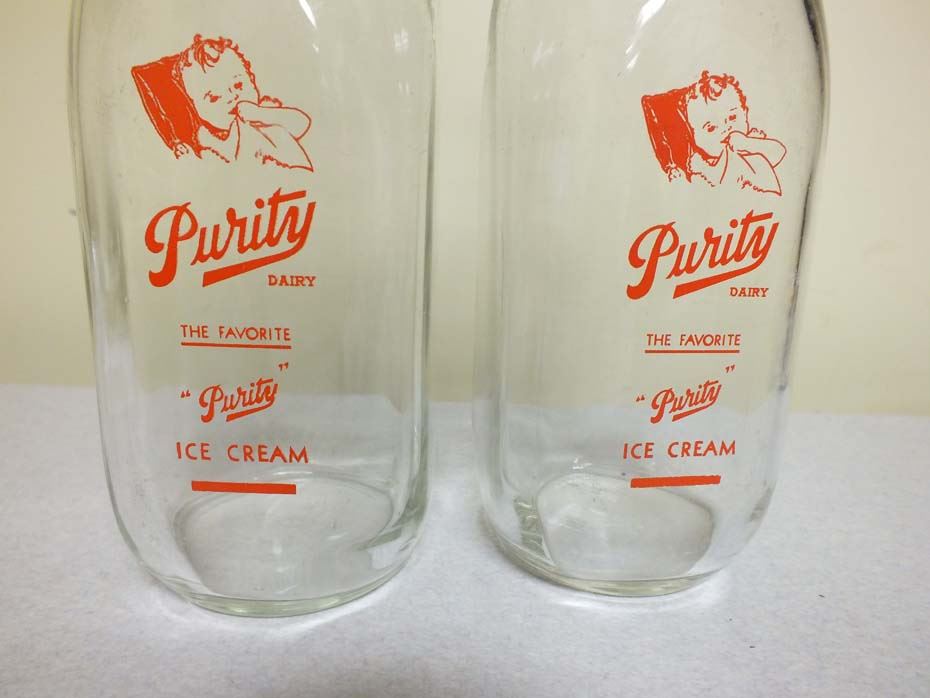 Purity
DAIRY
THE FAVORITE
"Purity"
ICE CREAM
Purity
DAIRY
THE FAVORITE
"Purity"
ICE CREAM